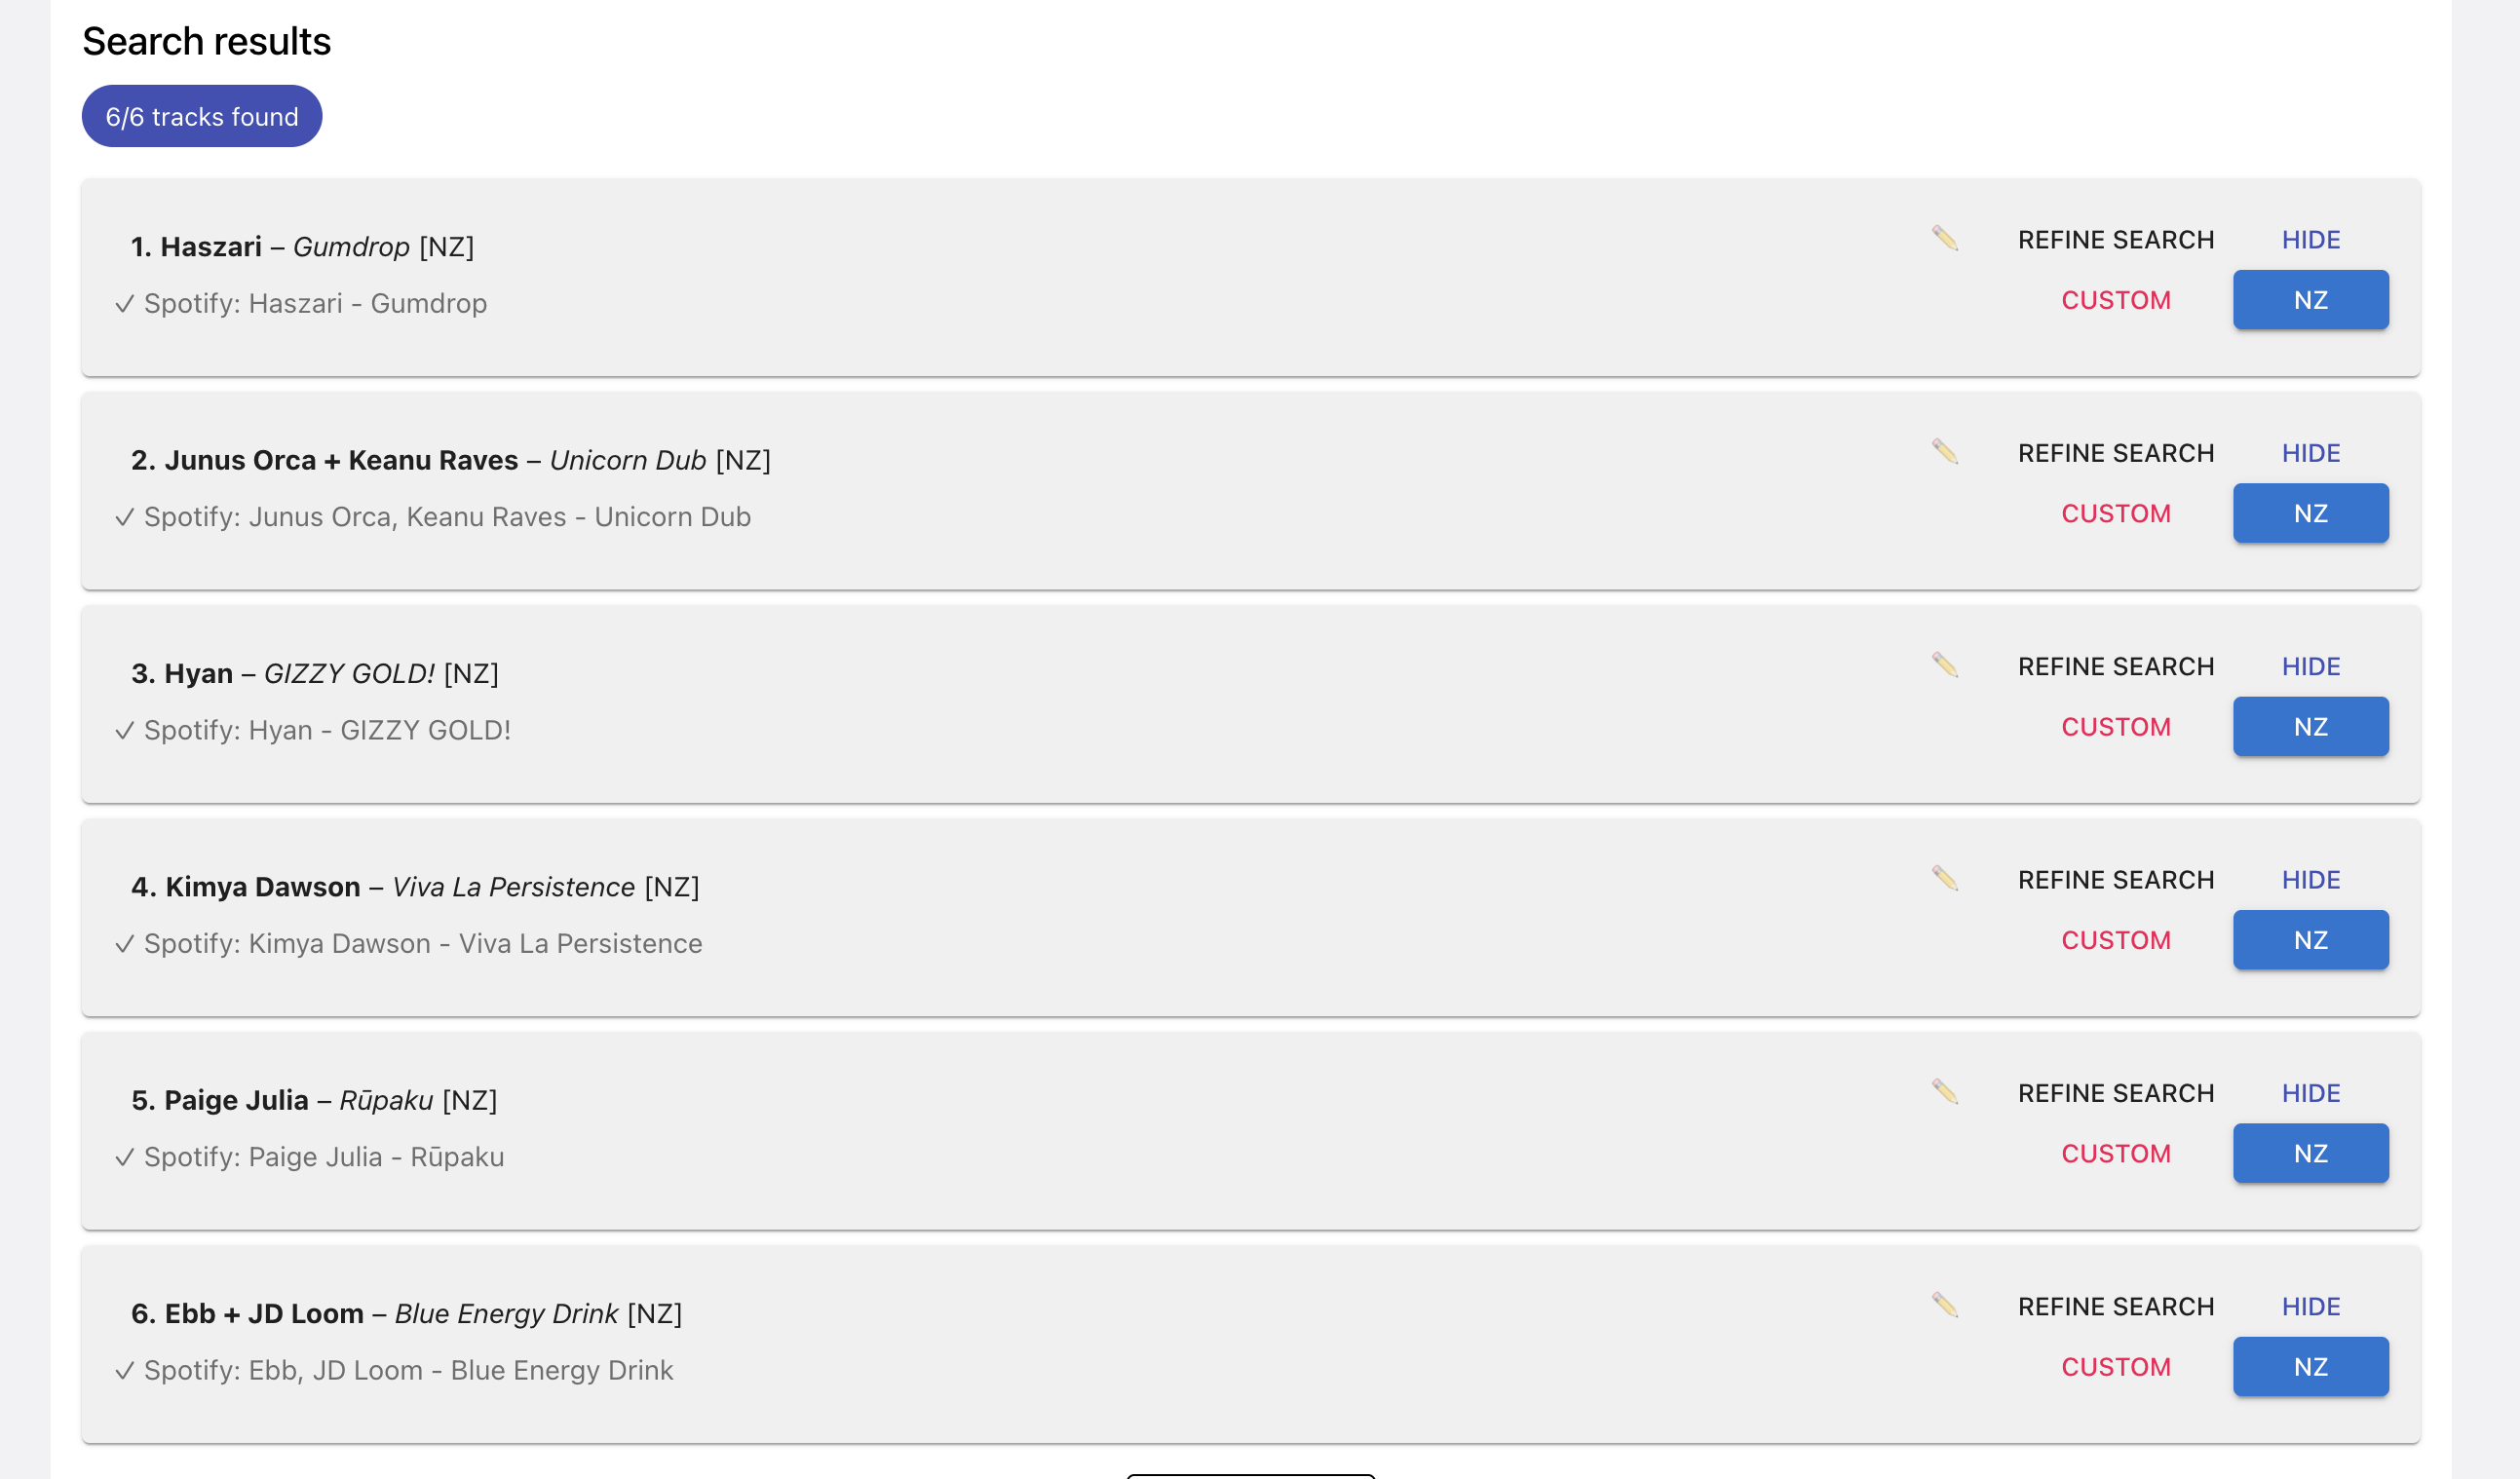 Search results
6/6 tracks found
1. Haszari – Gumdrop [NZ]
✓ Spotify: Haszari - Gumdrop
REFINE SEARCH
HIDE
CUSTOM
NZ
2. Junus Orca + Keanu Raves – Unicorn Dub [NZ]
✓ Spotify: Junus Orca, Keanu Raves - Unicorn Dub
REFINE SEARCH
HIDE
CUSTOM
NZ
3. Hyan – GIZZY GOLD! [NZ]
✓ Spotify: Hyan - GIZZY GOLD!
REFINE SEARCH
HIDE
CUSTOM
NZ
4. Kimya Dawson – Viva La Persistence [NZ]
✓ Spotify: Kimya Dawson - Viva La Persistence
REFINE SEARCH
HIDE
CUSTOM
NZ
5. Paige Julia – Rūpaku [NZ]
✓ Spotify: Paige Julia - Rūpaku
REFINE SEARCH
HIDE
CUSTOM
NZ
6. Ebb + JD Loom – Blue Energy Drink [NZ]
✓ Spotify: Ebb, JD Loom - Blue Energy Drink
REFINE SEARCH
HIDE
CUSTOM
NZ